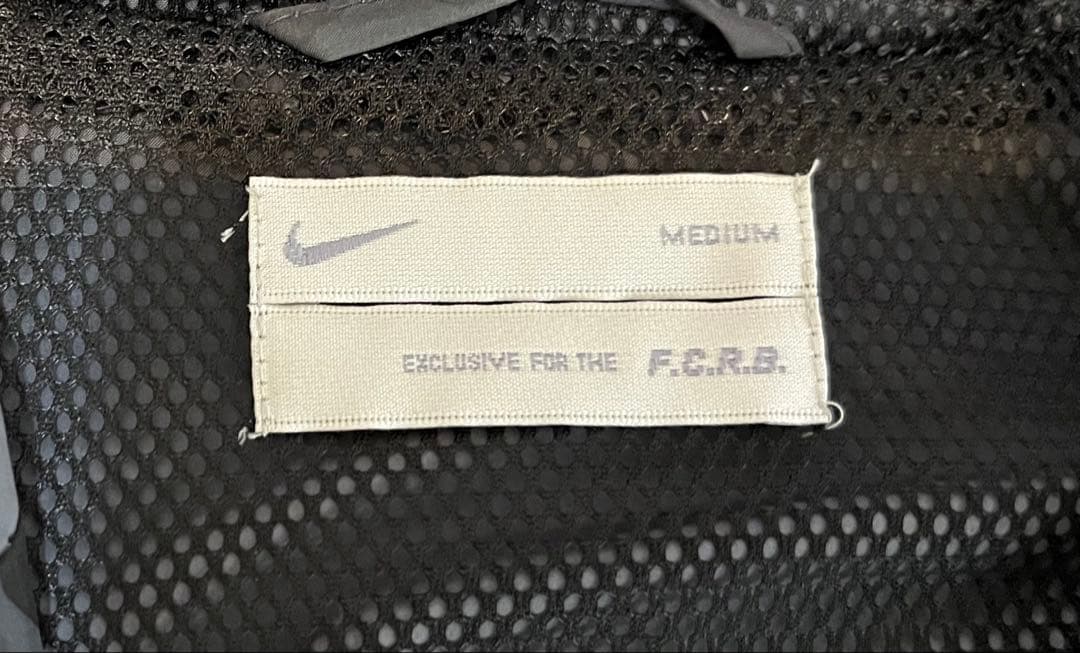 MEDIUM
EXCLUSIVE FOR THE F.C.R.B.